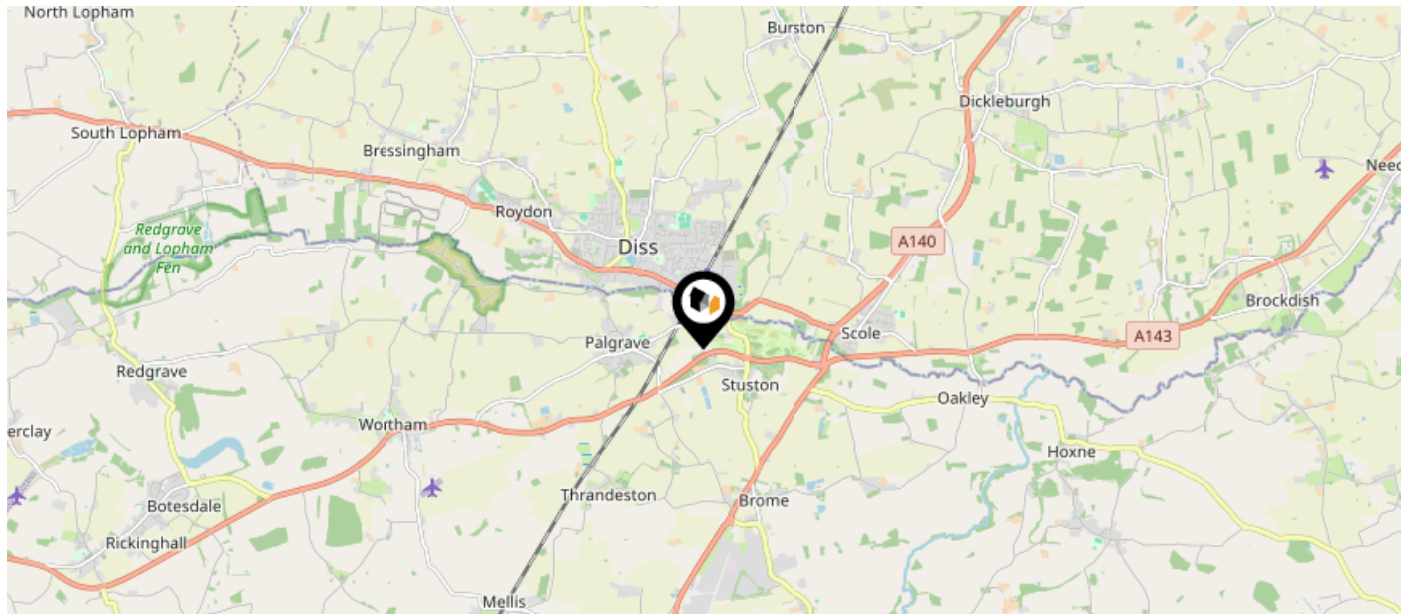 North Lopham
Burston
Dickleburgh
South Lopham
Bressingham
Neec
Roydon
Redgrave
and Lopham
Fen
Diss
A140
Brockdish
Scole
A143
Palgrave
Redgrave
Stuston
Oakley
Wortham
erclay
Hoxne
Thrandeston
Brome
Botesdale
Rickinghall
Mellis